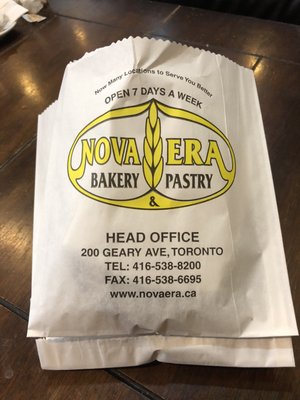 Now Many Locations to Serve You Better
OPEN 7 DAYS A WEEK
NOVA ERA
BAKERY & PASTRY
HEAD OFFICE
200 GEARY AVE, TORONTO
TEL: 416-538-8200
FAX: 416-538-6695
www.novaera.ca